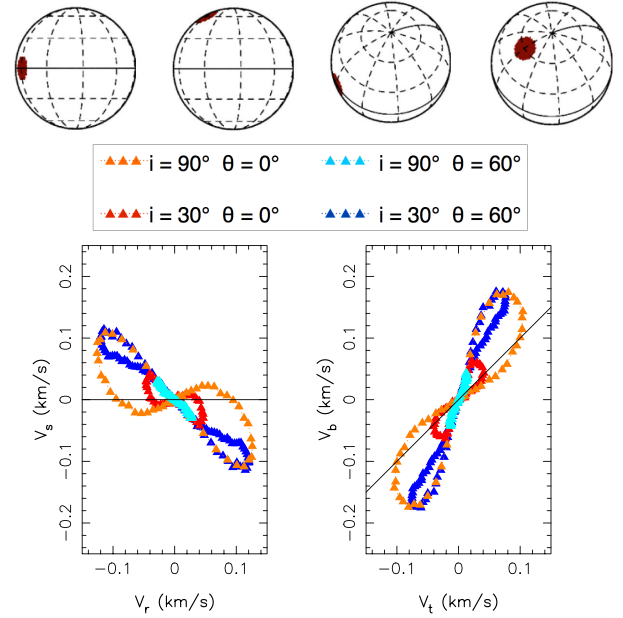 i = 90° θ = 0° i = 90° θ = 60°
i = 30° θ = 0° i = 30° θ = 60°
0.2
0.1
0
−0.1
−0.2
V_s (km/s)
−0.1 0 0.1
V_r (km/s)
0.2
0.1
0
−0.1
−0.2
V_b (km/s)
−0.1 0 0.1
V_t (km/s)